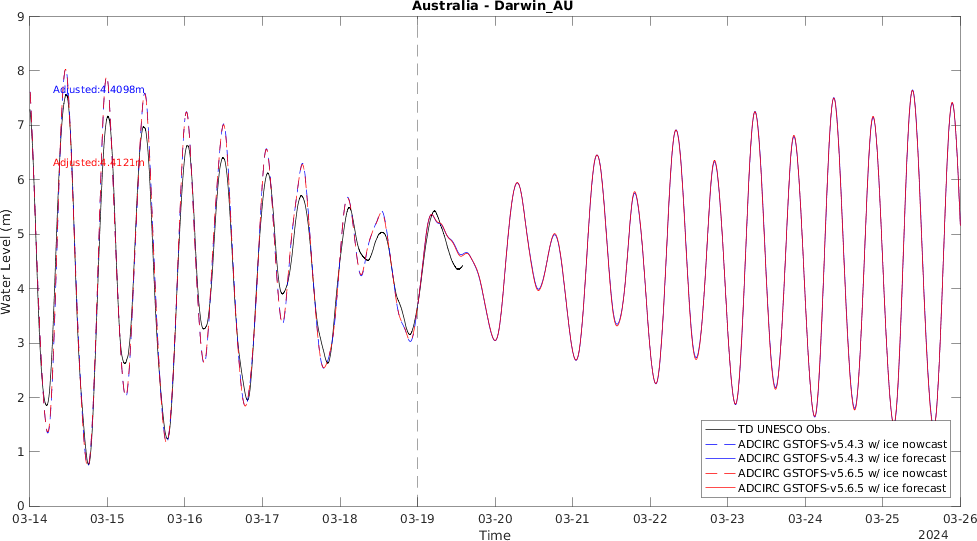 Australia - Darwin_AU
Water Level (m)
9
8
7
6
5
4
3
2
1
0
Adjusted:4.4098m
Adjusted:4.4121m
TD UNESCO Obs.
ADCIRC GSTOFS-v5.4.3 w/ ice nowcast
ADCIRC GSTOFS-v5.4.3 w/ ice forecast
ADCIRC GSTOFS-v5.6.5 w/ ice nowcast
ADCIRC GSTOFS-v5.6.5 w/ ice forecast
03-14 03-15 03-16 03-17 03-18 03-19 03-20 03-21 03-22 03-23 03-24 03-25 03-26
Time
2024